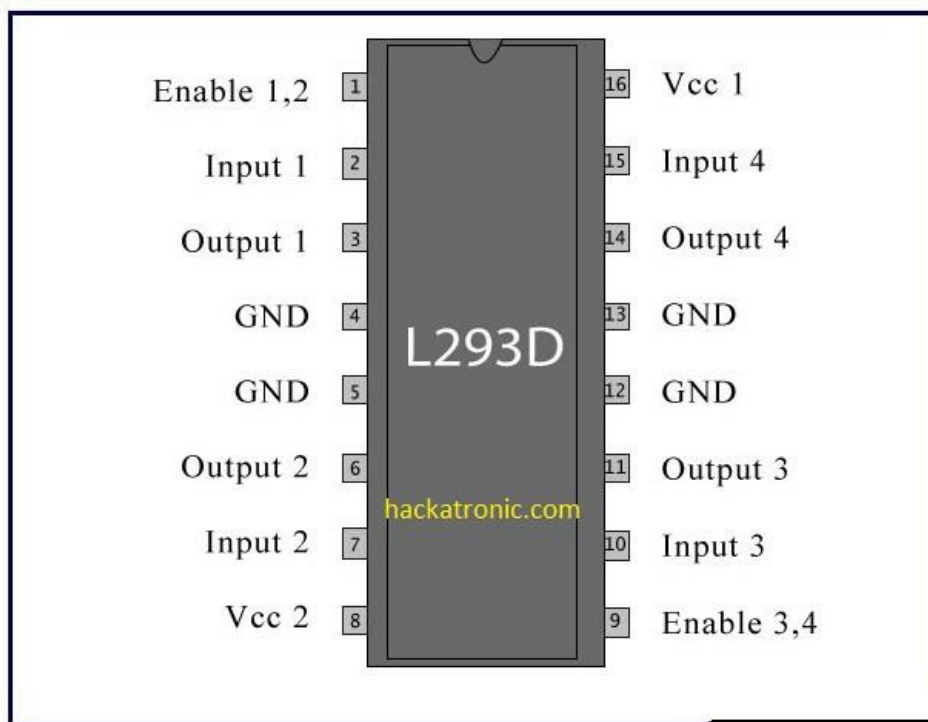 Enable 1,2 1 16 Vcc 1
Input 1 2 15 Input 4
Output 1 3 14 Output 4
GND 4 13 GND
L293D
GND 5 12 GND
Output 2 6 11 Output 3
hackatronic.com
Input 2 7 10 Input 3
Vcc 2 8 9 Enable 3,4